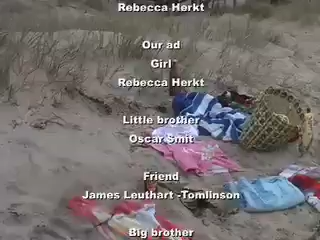 Rebecca Herkt
Our ad
Girl
Rebecca Herkt
Little brother
Oscar Smit
Friend
James Leuthart -Tomlinson
Big brother